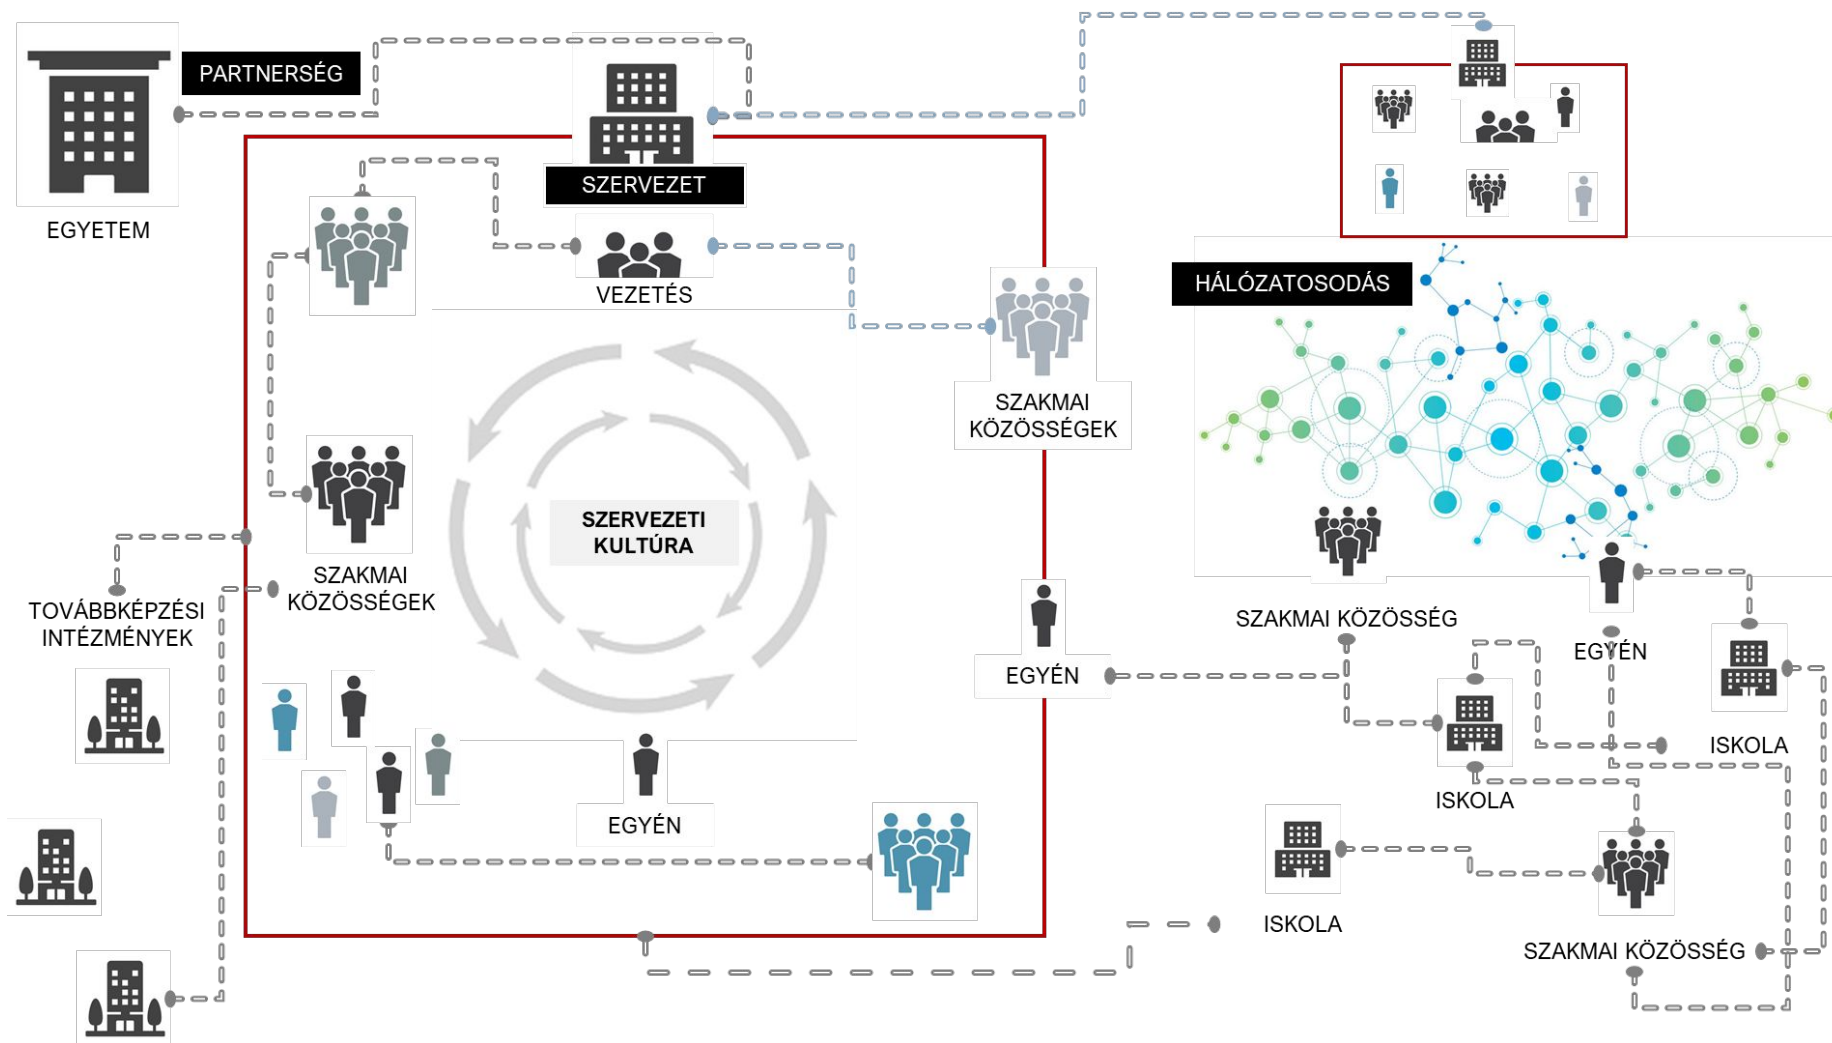 PARTNERSÉG
EGYETEM
SZERVEZET
VEZETÉS
SZAKMAI
KÖZÖSSÉGEK
SZERVEZETI
KULTÚRA
SZAKMAI
KÖZÖSSÉGEK
TOVÁBBKÉPZÉSI
INTÉZMÉNYEK
EGYÉN
EGYÉN
HÁLÓZATOSODÁS
SZAKMAI KÖZÖSSÉG
EGYÉN
ISKOLA
ISKOLA
ISKOLA
SZAKMAI KÖZÖSSÉG